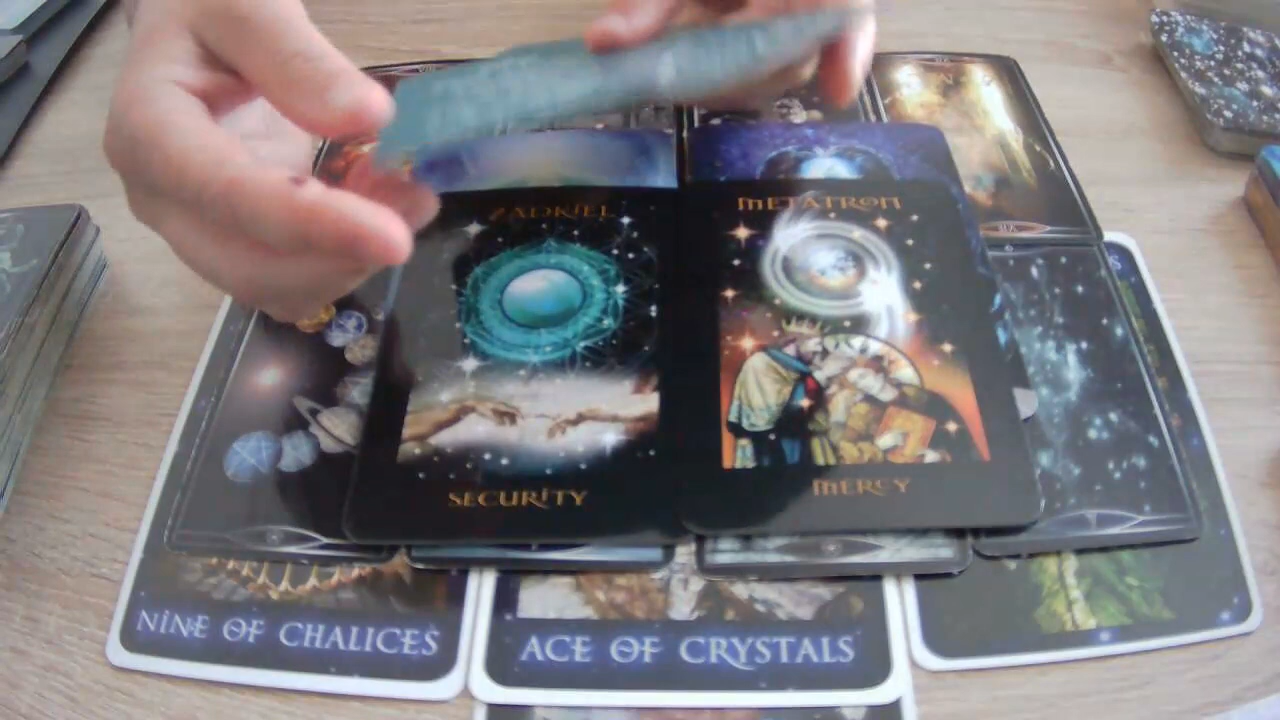 ZADKIEL
METATRON
SECURITY
MERCY
NINE OF CHALICES
ACE OF CRYSTALS